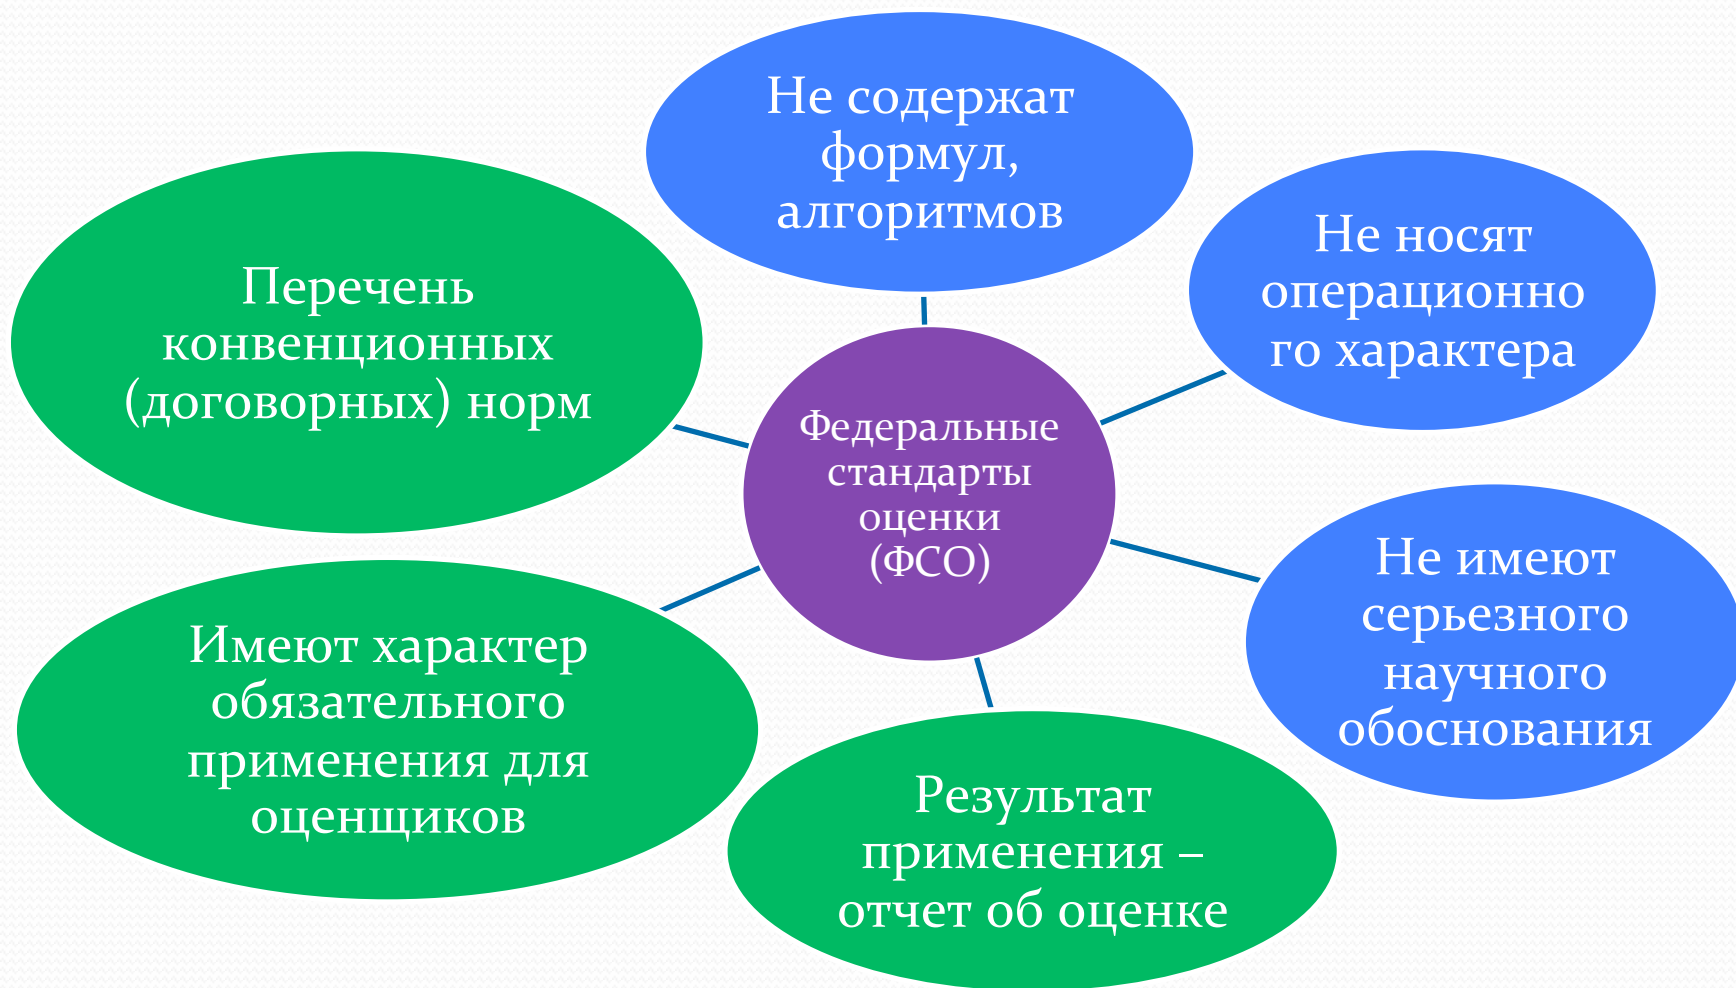 Не содержат
формул,
алгоритмов
Не носят
операционно
го характера
Не имеют
серьезного
научного
обоснования
Результат
применения –
отчет об оценке
Имеют характер
обязательного
применения для
оценщиков
Перечень
конвенционных
(договорных) норм
Федеральные
стандарты
оценки
(ФСО)